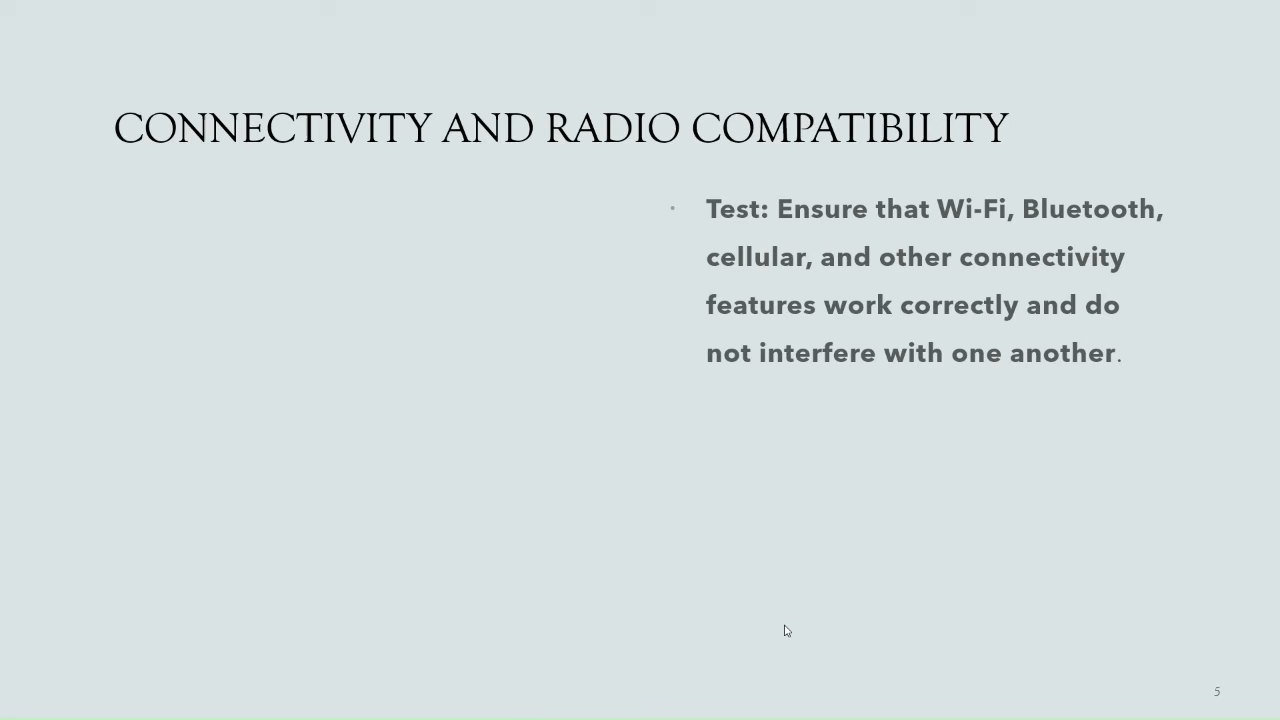 CONNECTIVITY AND RADIO COMPATIBILITY
• Test: Ensure that Wi-Fi, Bluetooth,
cellular, and other connectivity
features work correctly and do
not interfere with one another.
5